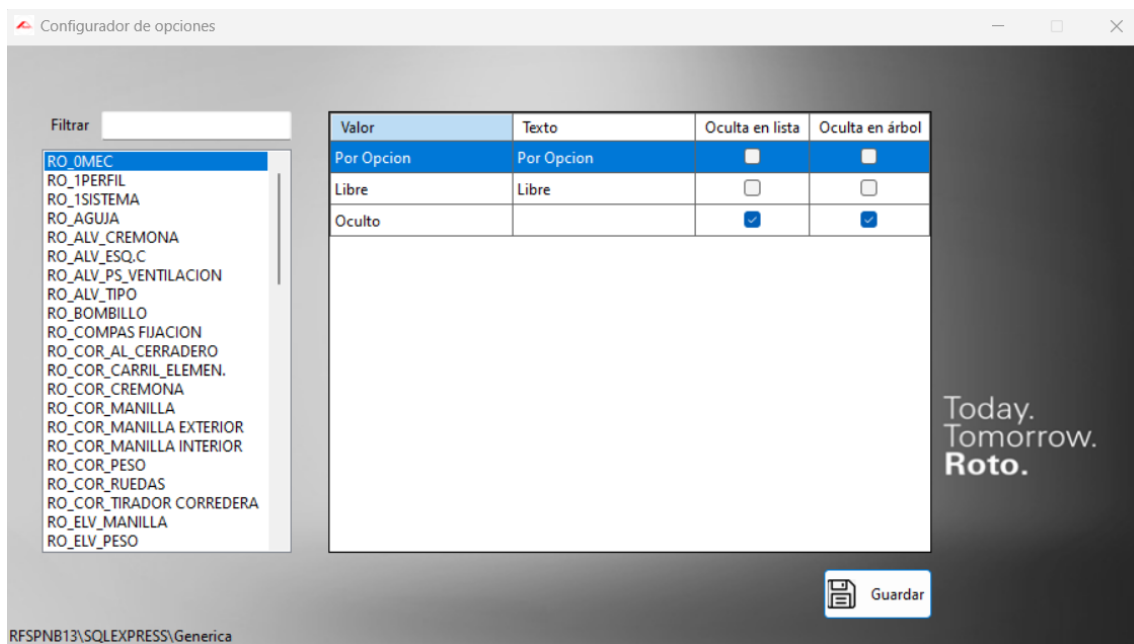 Configurador de opciones
Filtrar
RO_0MEC
RO_1PERFIL
RO_1SISTEMA
RO_AGUJA
RO_ALV_CREMONA
RO_ALV_ESQ.C
RO_ALV_PS_VENTILACION
RO_ALV_TIPO
RO_BOMBILLO
RO_COMPAS FIJACION
RO_COR_AL_CERRADERO
RO_COR_CARRIL_ELEMEN.
RO_COR_CREMONA
RO_COR_MANILLA
RO_COR_MANILLA EXTERIOR
RO_COR_MANILLA INTERIOR
RO_COR_PESO
RO_COR_RUEDAS
RO_COR_TIRADOR CORREDERA
RO_ELV_MANILLA
RO_ELV_PESO
Valor Texto Oculta en lista Oculta en árbol
Por Opcion Por Opcion
Libre Libre
Oculto
Today.
Tomorrow.
Roto.
Guardar
RFSPNB13\SQLEXPRESS\Generica